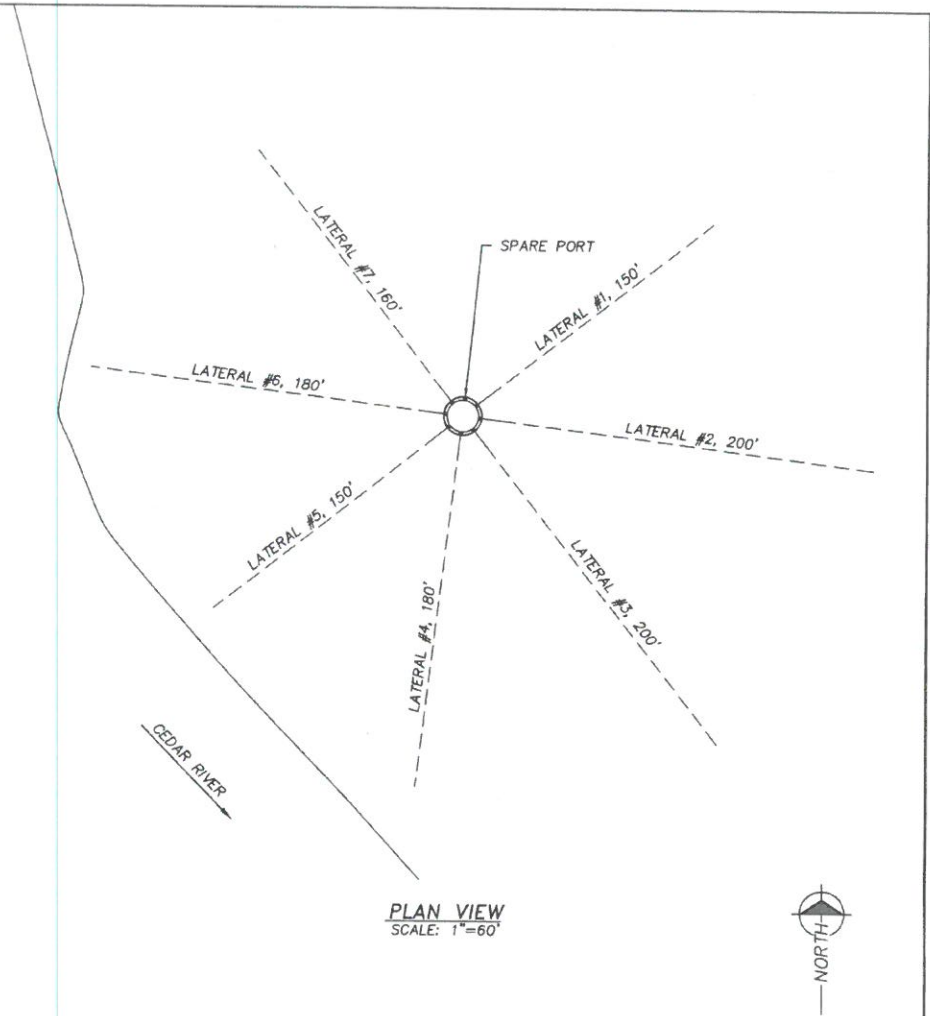 LATERAL #7, 160'
SPARE PORT
LATERAL #1, 150'
LATERAL #6, 180'
LATERAL #2, 200'
LATERAL #5, 150'
LATERAL #3, 200'
LATERAL #4, 180'
CEDAR RIVER
PLAN VIEW
SCALE: 1"=60'
NORTH